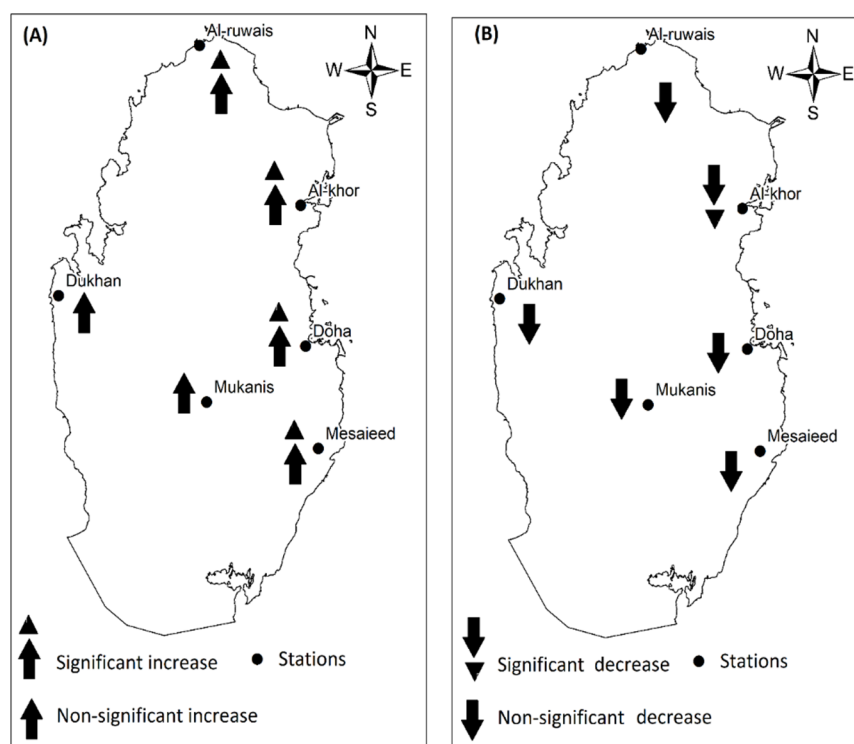 (A)
Al-ruwais
N
W E
S
Al-khor
Dukhan
Doha
Mukanis
Mesaieed
Significant increase
Stations
Non-significant increase
(B)
Al-ruwais
N
W E
S
Al-khor
Dukhan
Doha
Mukanis
Mesaieed
Significant decrease
Stations
Non-significant decrease